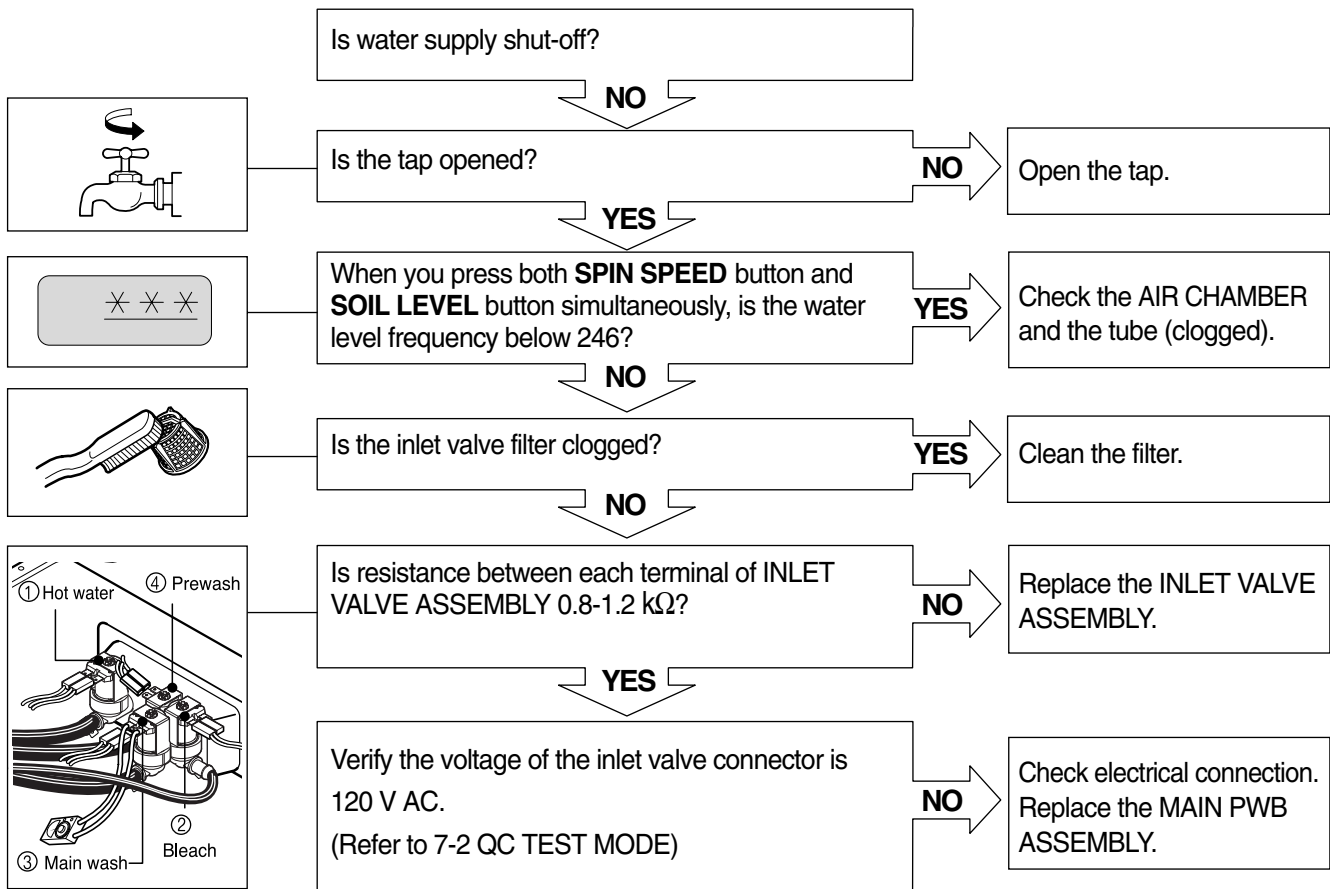 Is water supply shut-off?
NO
Is the tap opened?
NO
Open the tap.
YES
When you press both SPIN SPEED button and
SOIL LEVEL button simultaneously, is the water
level frequency below 246?
YES
Check the AIR CHAMBER
and the tube (clogged).
NO
Is the inlet valve filter clogged?
YES
Clean the filter.
NO
① Hot water
④ Prewash
② Bleach
③ Main wash
Is resistance between each terminal of INLET
VALVE ASSEMBLY 0.8-1.2 kΩ?
NO
Replace the INLET VALVE
ASSEMBLY.
YES
Verify the voltage of the inlet valve connector is
120 V AC.
(Refer to 7-2 QC TEST MODE)
NO
Check electrical connection.
Replace the MAIN PWB
ASSEMBLY.